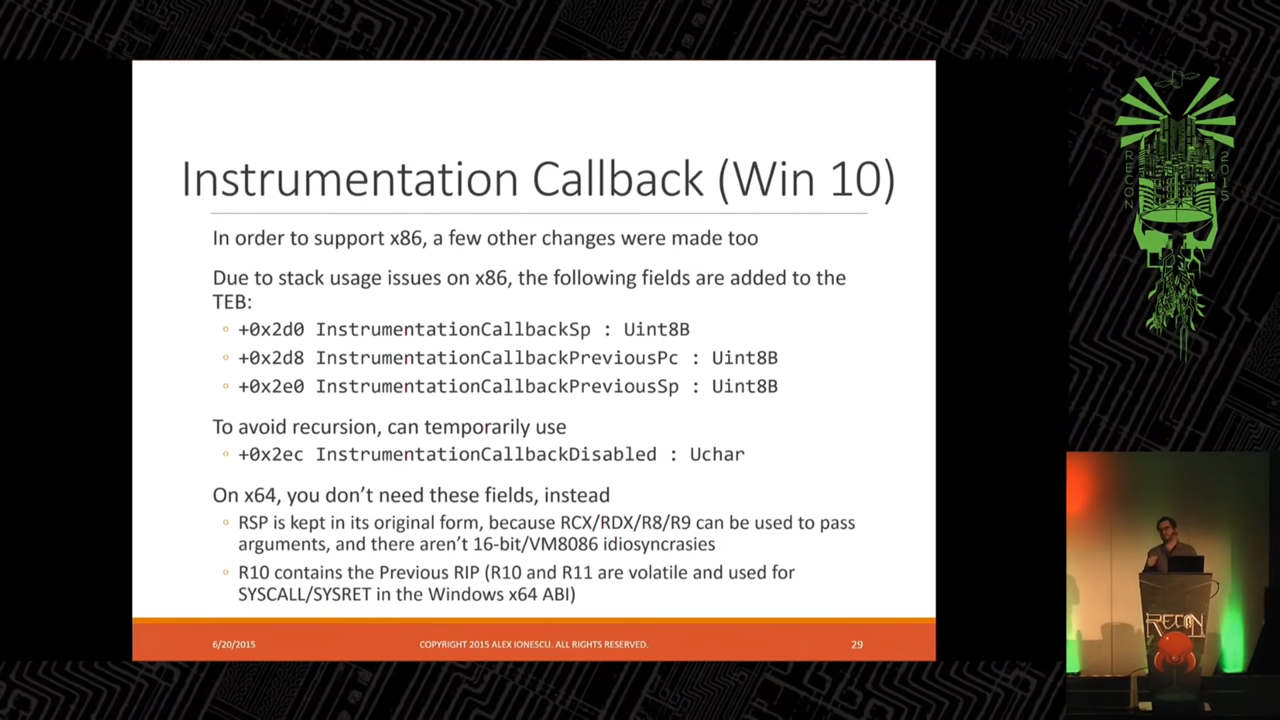 Instrumentation Callback (Win 10)
In order to support x86, a few other changes were made too
Due to stack usage issues on x86, the following fields are added to the
TEB:
◦ +0x2d0 InstrumentationCallbackSp : Uint8B
◦ +0x2d8 InstrumentationCallbackPreviousPc : Uint8B
◦ +0x2e0 InstrumentationCallbackPreviousSp : Uint8B
To avoid recursion, can temporarily use
◦ +0x2ec InstrumentationCallbackDisabled : Uchar
On x64, you don’t need these fields, instead
◦ RSP is kept in its original form, because RCX/RDX/R8/R9 can be used to pass
arguments, and there aren’t 16-bit/VM8086 idiosyncrasies
◦ R10 contains the Previous RIP (R10 and R11 are volatile and used for
SYSCALL/SYSRET in the Windows x64 ABI)
6/20/2015
COPYRIGHT 2015 ALEX IONESCU. ALL RIGHTS RESERVED.
29
RECON
2015
RECON